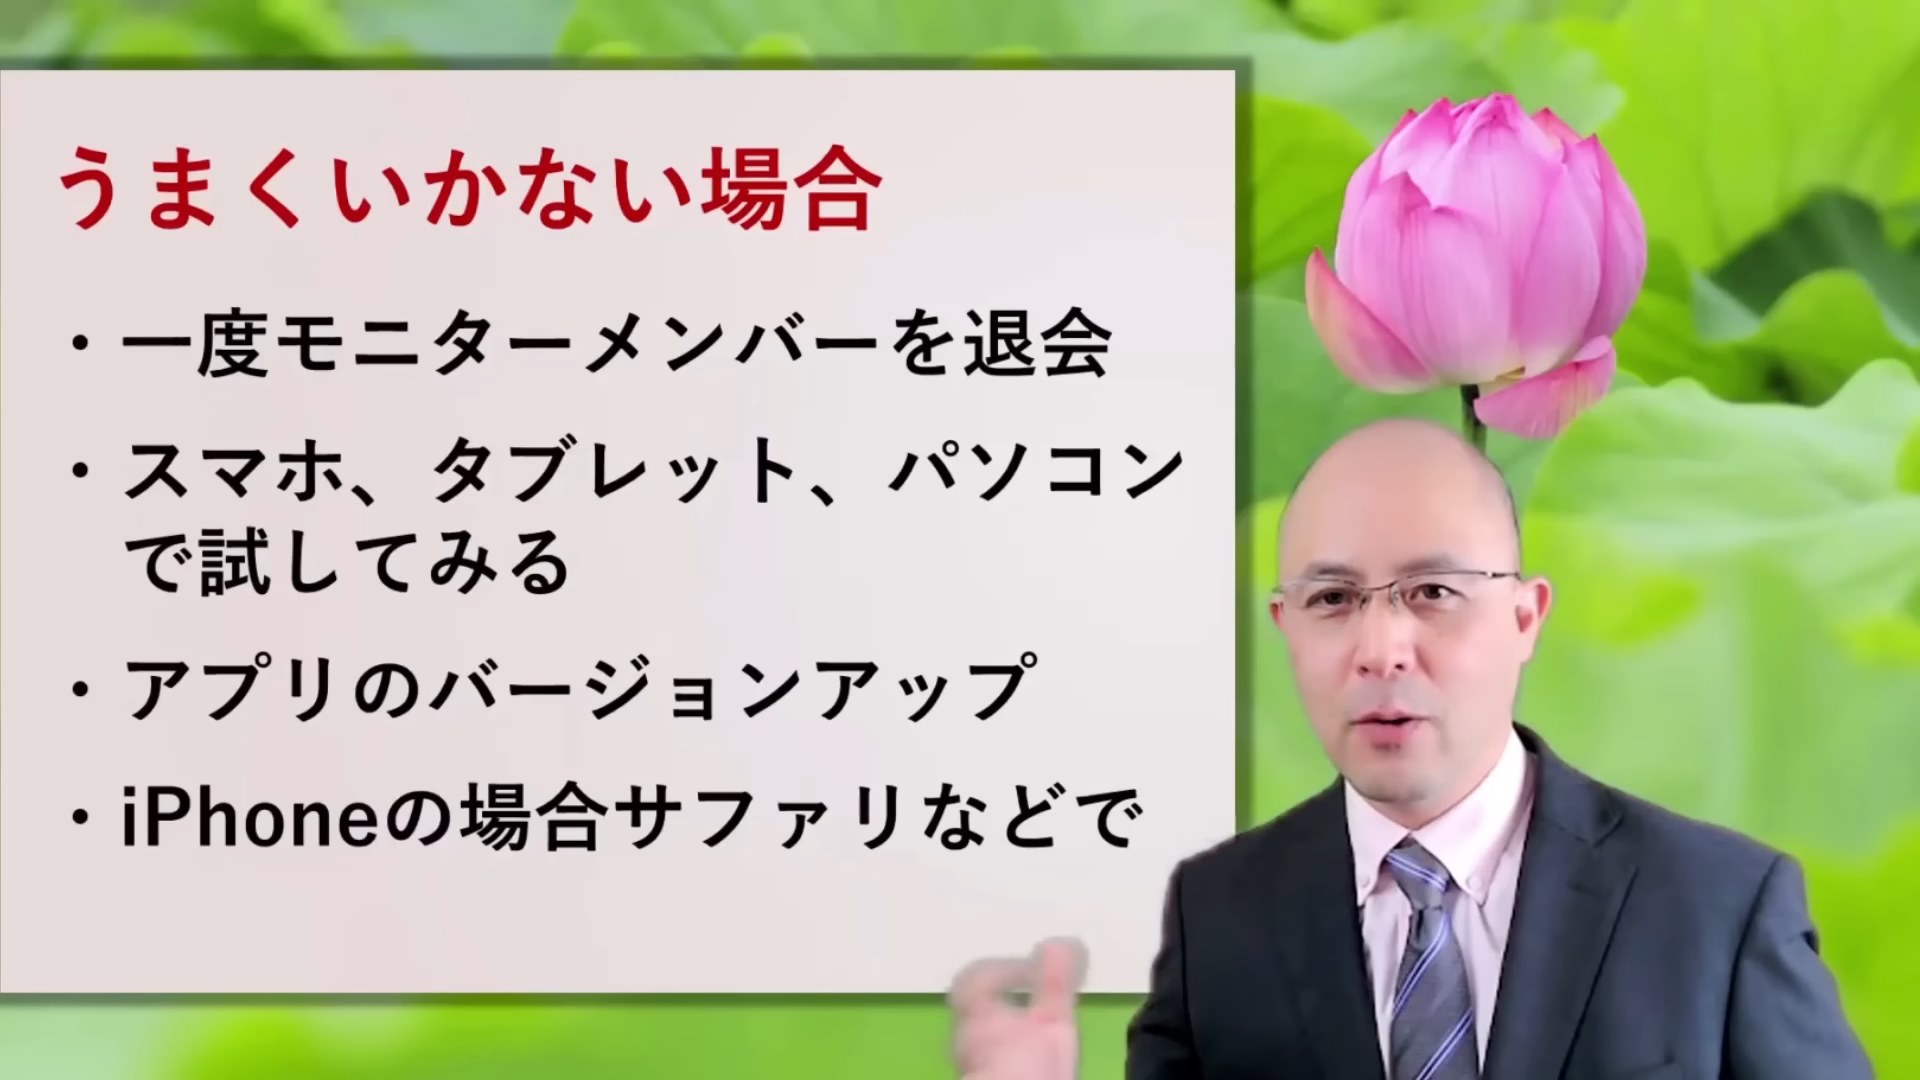 うまくいかない場合
・一度モニターメンバーを退会
・スマホ、タブレット、パソコン
で試してみる
・アプリのバージョンアップ
・iPhoneの場合サファリなどで